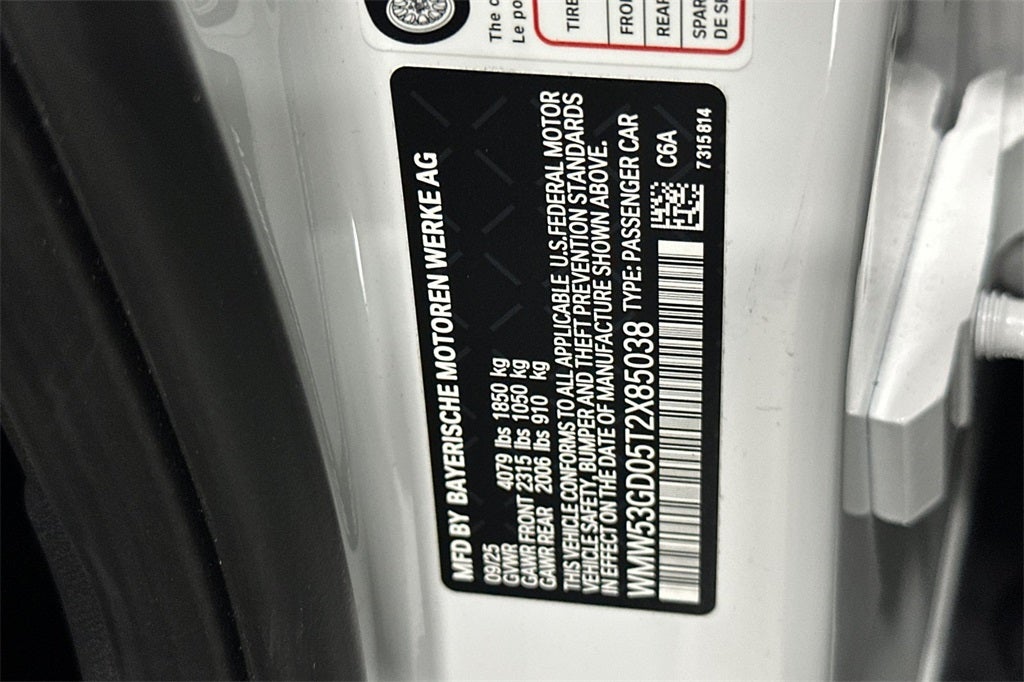 The c
Le po
TIRE
FRO
REAR
SPAR
DE SE
MFD BY BAYERISCHE MOTOREN WERKE AG
09/25
GVWR 4079 lbs 1850 kg
GAWR FRONT 2315 lbs 1050 kg
GAWR REAR 2006 lbs 910 kg
THIS VEHICLE CONFORMS TO ALL APPLICABLE U.S.FEDERAL MOTOR
VEHICLE SAFETY, BUMPER AND THEFT PREVENTION STANDARDS
IN EFFECT ON THE DATE OF MANUFACTURE SHOWN ABOVE.
WMW53GD05T2X85038 TYPE: PASSENGER CAR
C6A
7315814